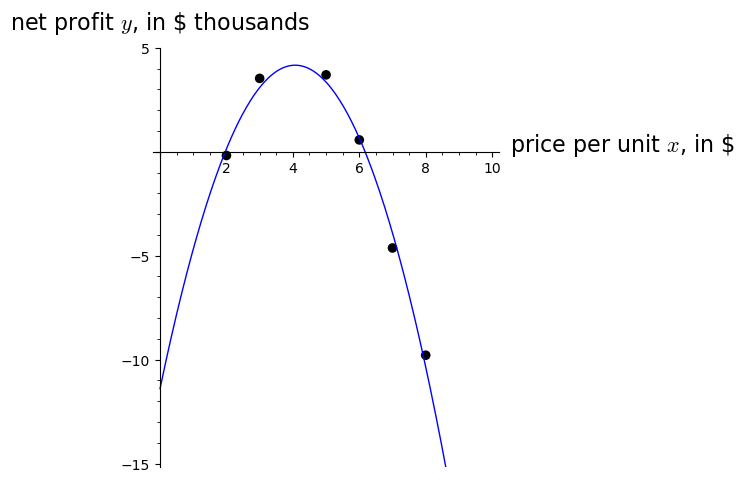 net profit y, in $ thousands
5
price per unit x, in $
2 4 6 8 10
−5
−10
−15